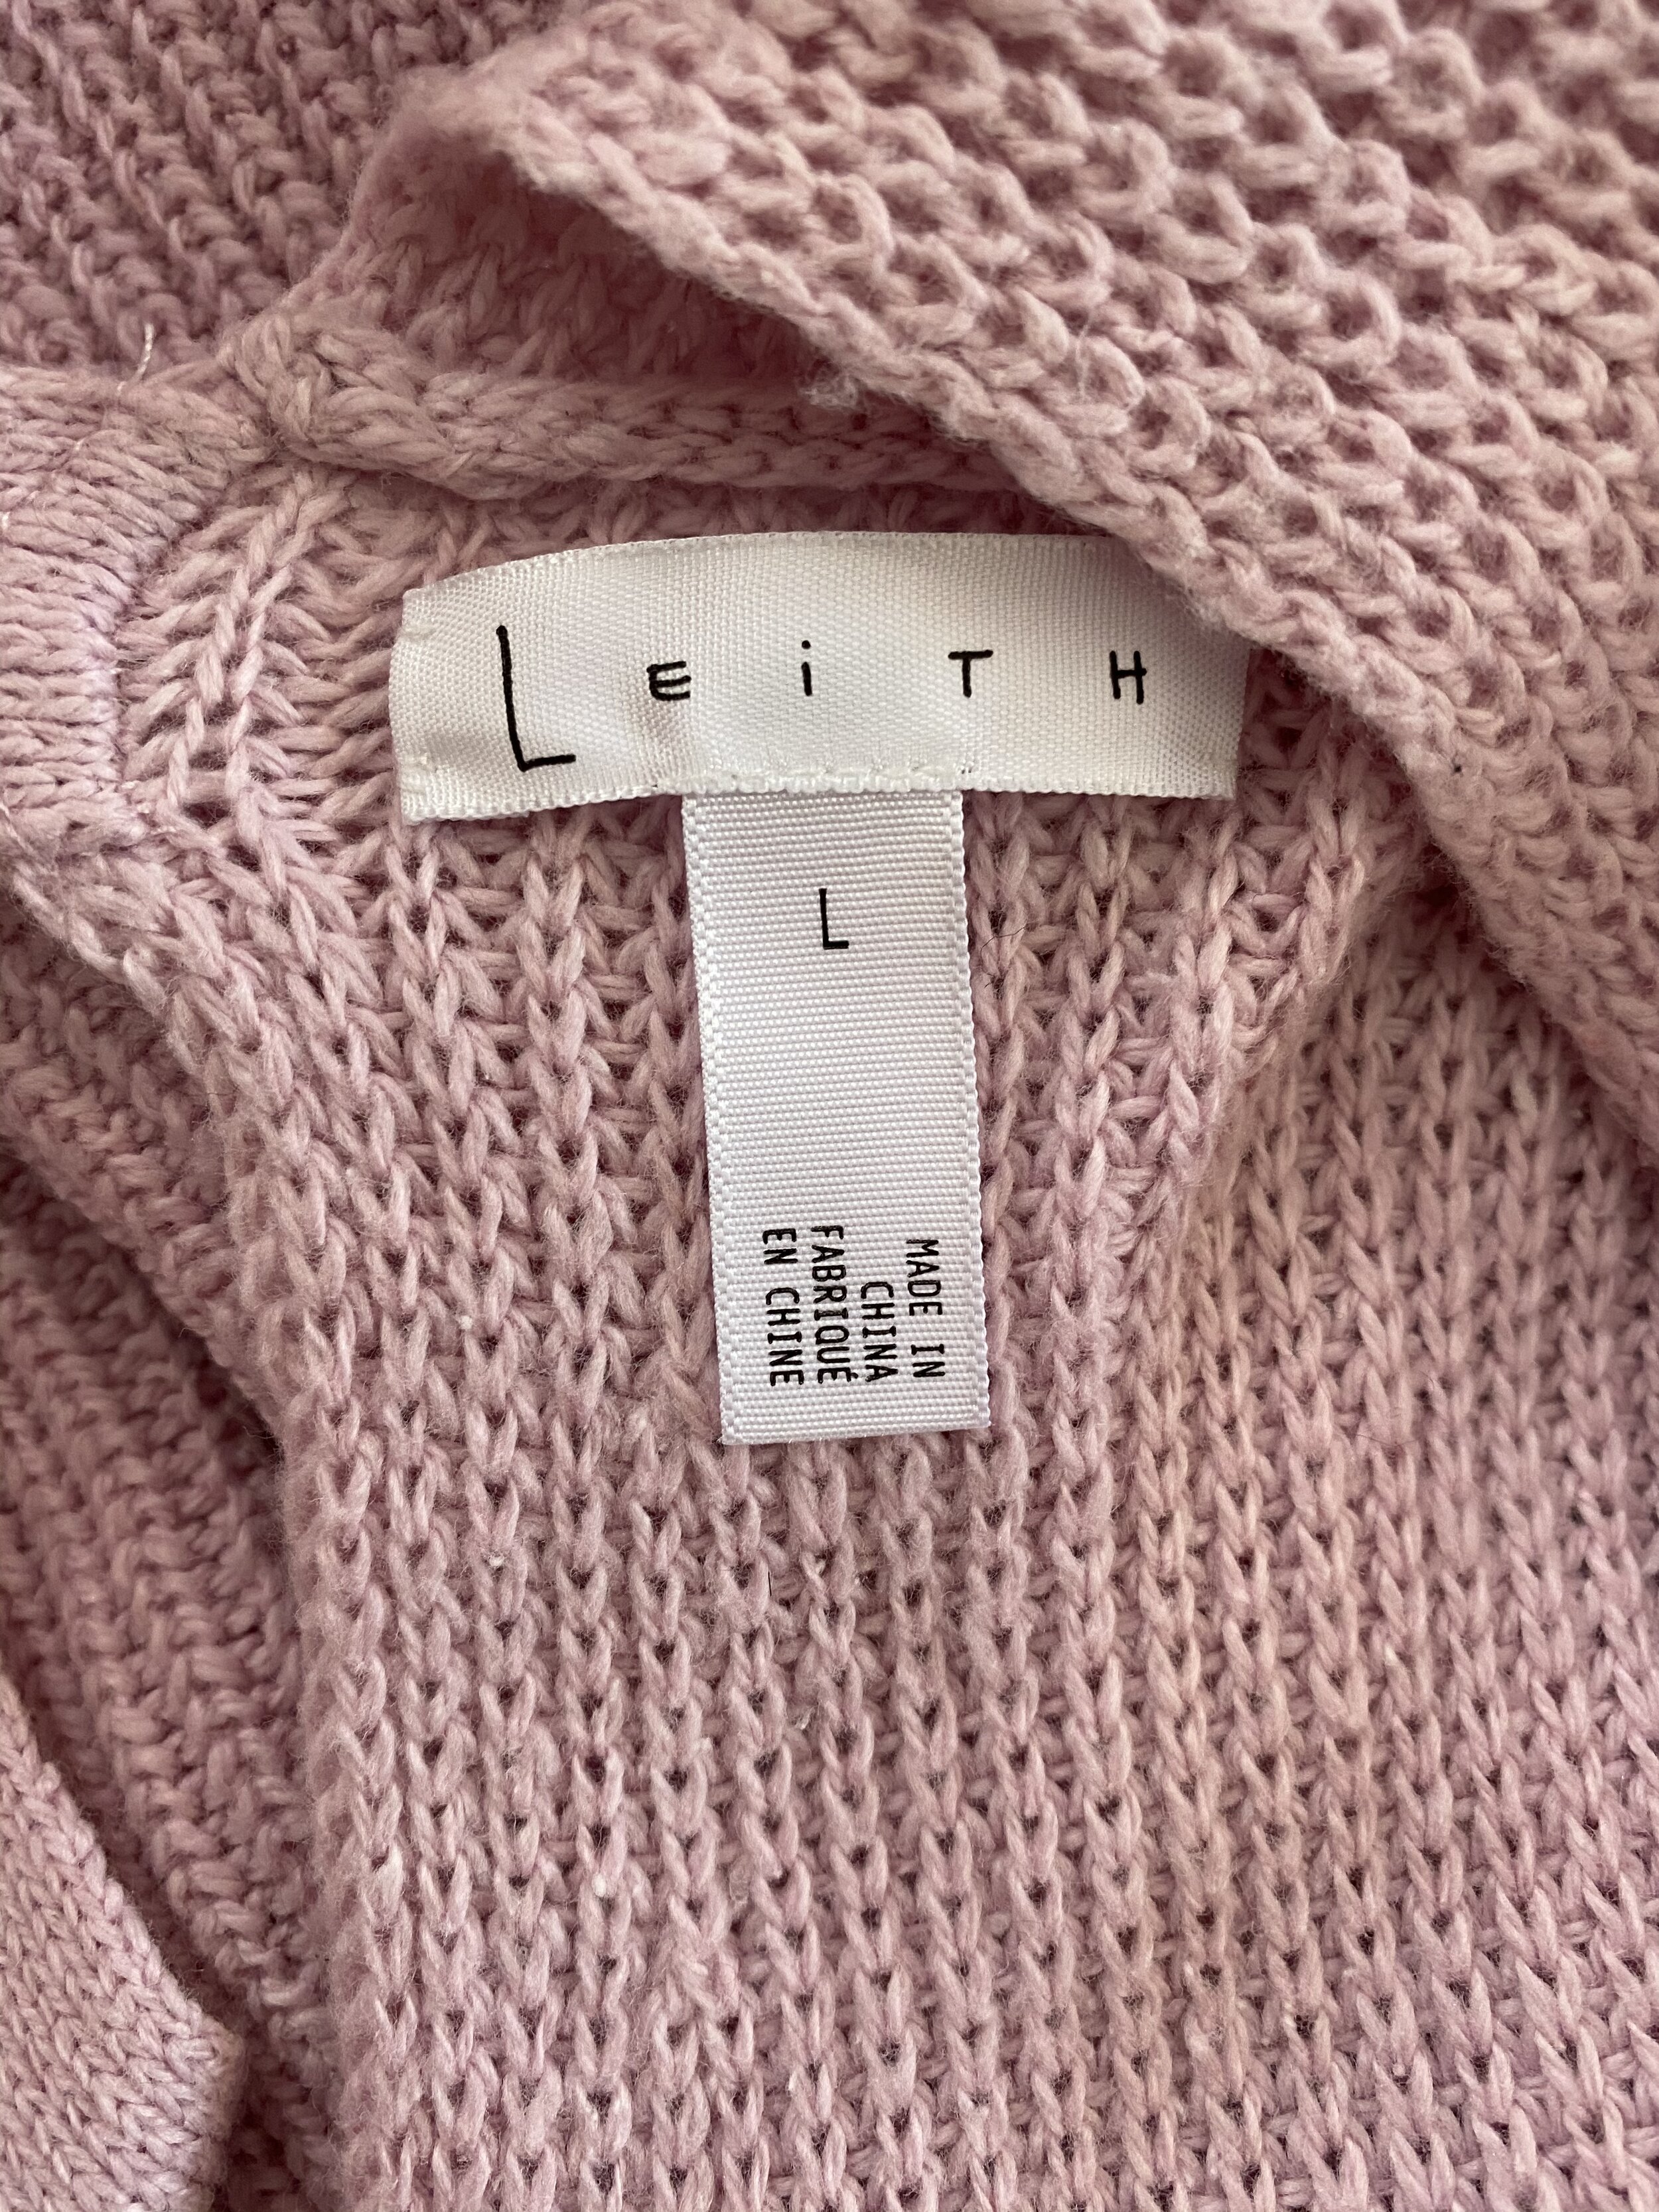 LEiTH
L
MADE IN
CHINA
FABRIQUÉ
EN CHINE